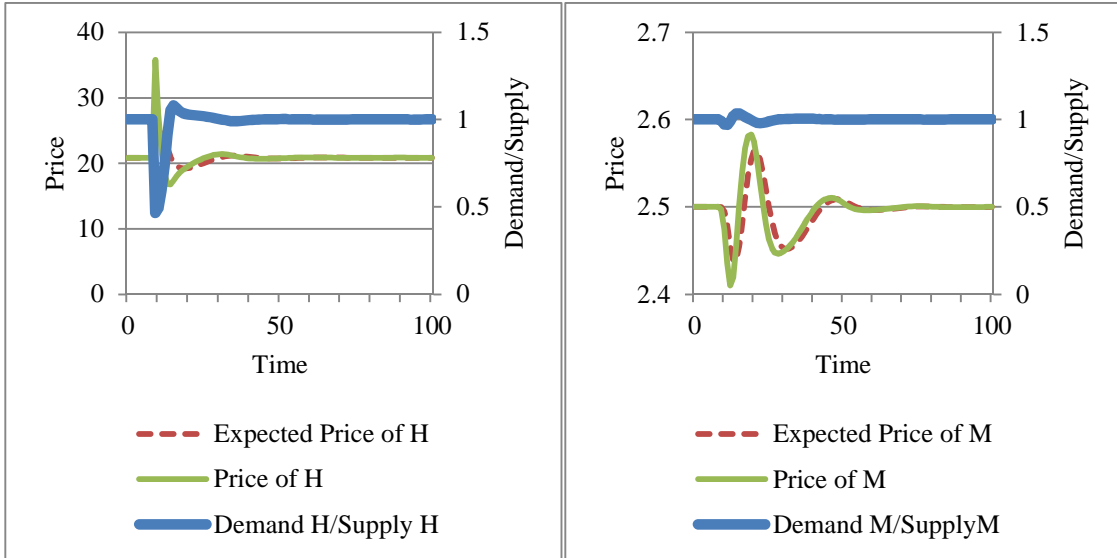 40
30
20
10
0
Price
1.5
1
0.5
0
Demand/Supply
0
50
100
Time
Expected Price of H
Price of H
Demand H/Supply H
2.7
2.6
2.5
2.4
Price
1.5
1
0.5
0
Demand/Supply
0
50
100
Time
Expected Price of M
Price of M
Demand M/SupplyM